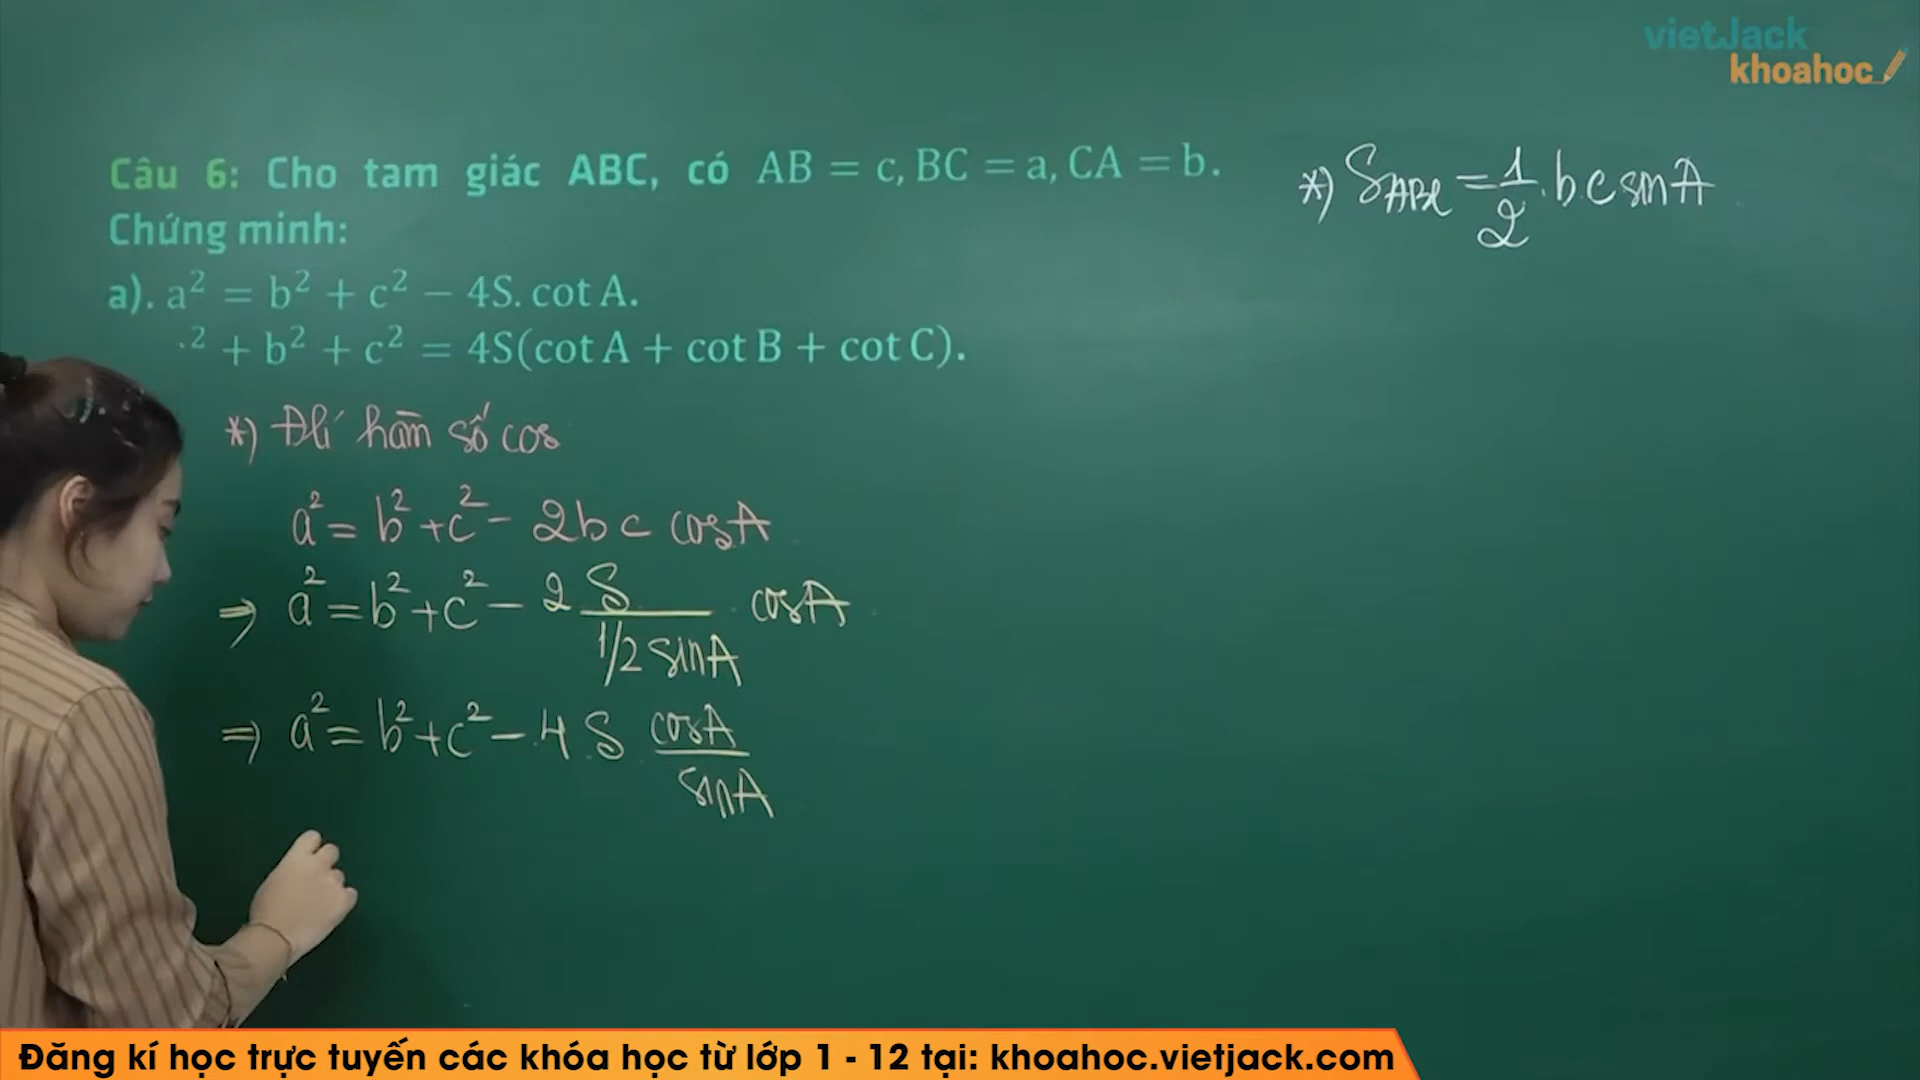 vietJack
khoahoc
Câu 6: Cho tam giác ABC, có AB = c, BC = a, CA = b.
Chứng minh:
a). a² = b² + c² − 4S. cot A.
² + b² + c² = 4S(cot A + cot B + cot C).
*) S_ABC = 1/2 . b c sin A
*) Đlí hàm số cos
a² = b² + c² − 2bc cosA
⇒ a² = b² + c² − 2 S/(1/2 sinA) . cosA
⇒ a² = b² + c² − 4 S cosA/sinA
Đăng kí học trực tuyến các khóa học từ lớp 1 - 12 tại: khoahoc.vietjack.com